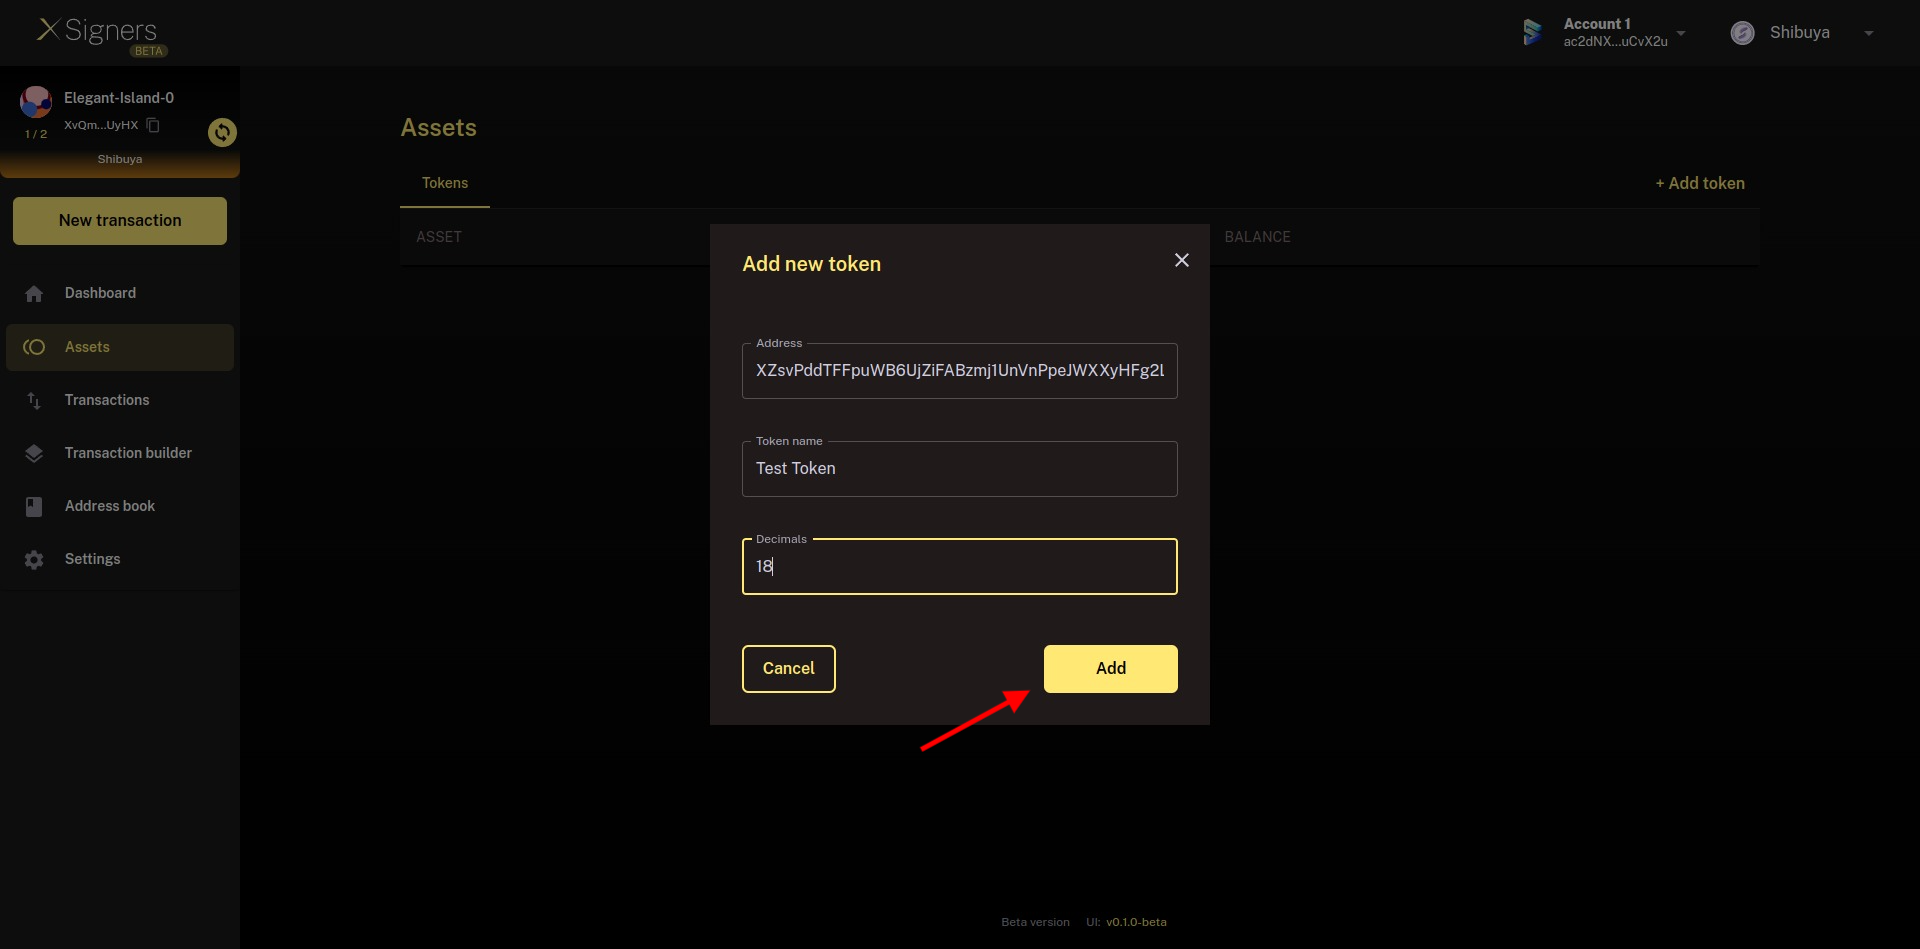 XSigners
BETA
Account 1
ac2dNX...uCvX2u
Shibuya
Elegant-Island-0
XvQm...UyHX
1 / 2
Shibuya
New transaction
Dashboard
Assets
Transactions
Transaction builder
Address book
Settings
Assets
Tokens
+ Add token
ASSET
BALANCE
Add new token
Address
XZsvPddTFFpuWB6UjZiFABzmj1UnVnPpeJWXXyHFg2L
Token name
Test Token
Decimals
18
Cancel
Add
Beta version UI: v0.1.0-beta